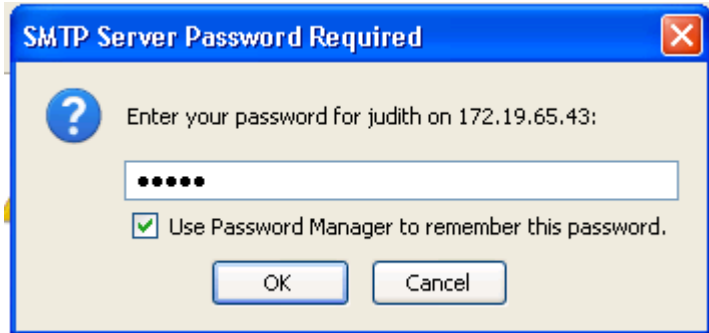 SMTP Server Password Required
Enter your password for judith on 172.19.65.43:
●●●●●
Use Password Manager to remember this password.
OK
Cancel